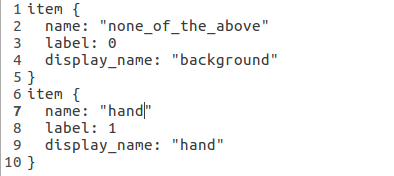 1 item {
2   name: "none_of_the_above"
3   label: 0
4   display_name: "background"
5 }
6 item {
7   name: "hand"
8   label: 1
9   display_name: "hand"
10 }